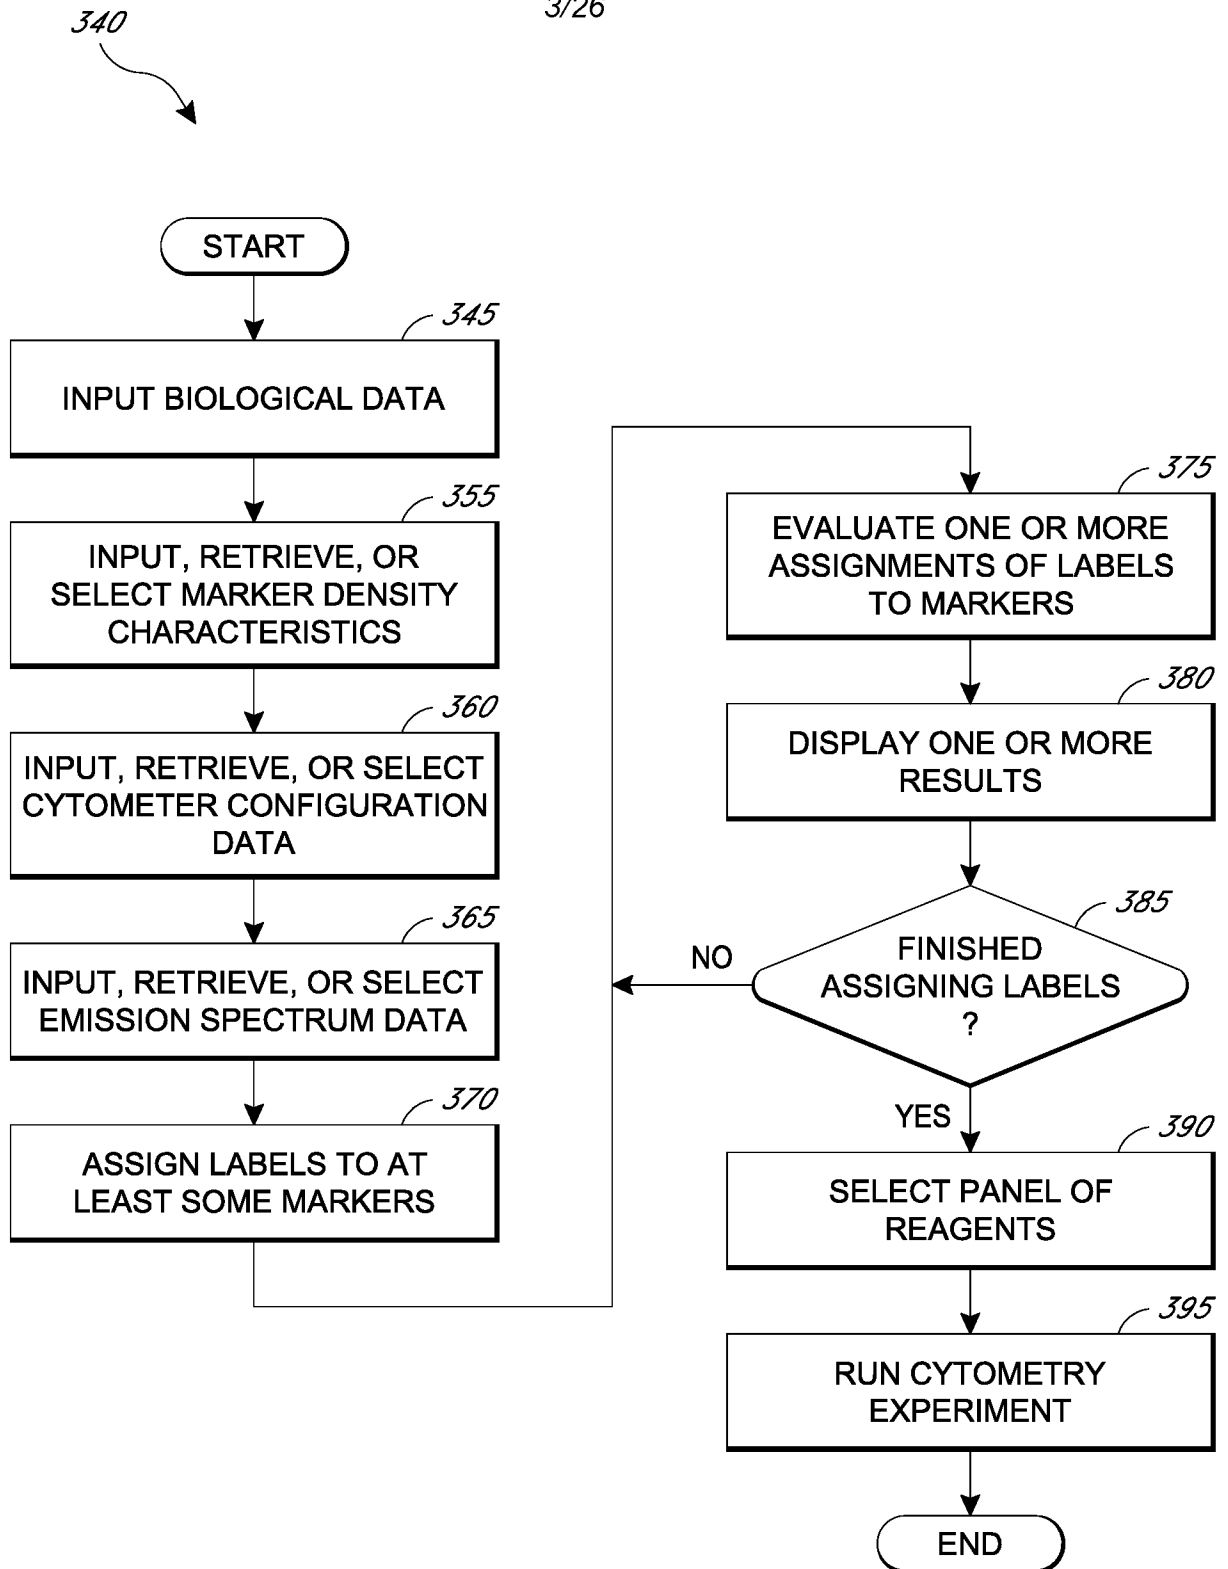 3/26
340
START
345
INPUT BIOLOGICAL DATA
355
INPUT, RETRIEVE, OR
SELECT MARKER DENSITY
CHARACTERISTICS
360
INPUT, RETRIEVE, OR SELECT
CYTOMETER CONFIGURATION
DATA
365
INPUT, RETRIEVE, OR SELECT
EMISSION SPECTRUM DATA
370
ASSIGN LABELS TO AT
LEAST SOME MARKERS
375
EVALUATE ONE OR MORE
ASSIGNMENTS OF LABELS
TO MARKERS
380
DISPLAY ONE OR MORE
RESULTS
385
FINISHED
ASSIGNING LABELS
?
NO
YES
390
SELECT PANEL OF
REAGENTS
395
RUN CYTOMETRY
EXPERIMENT
END